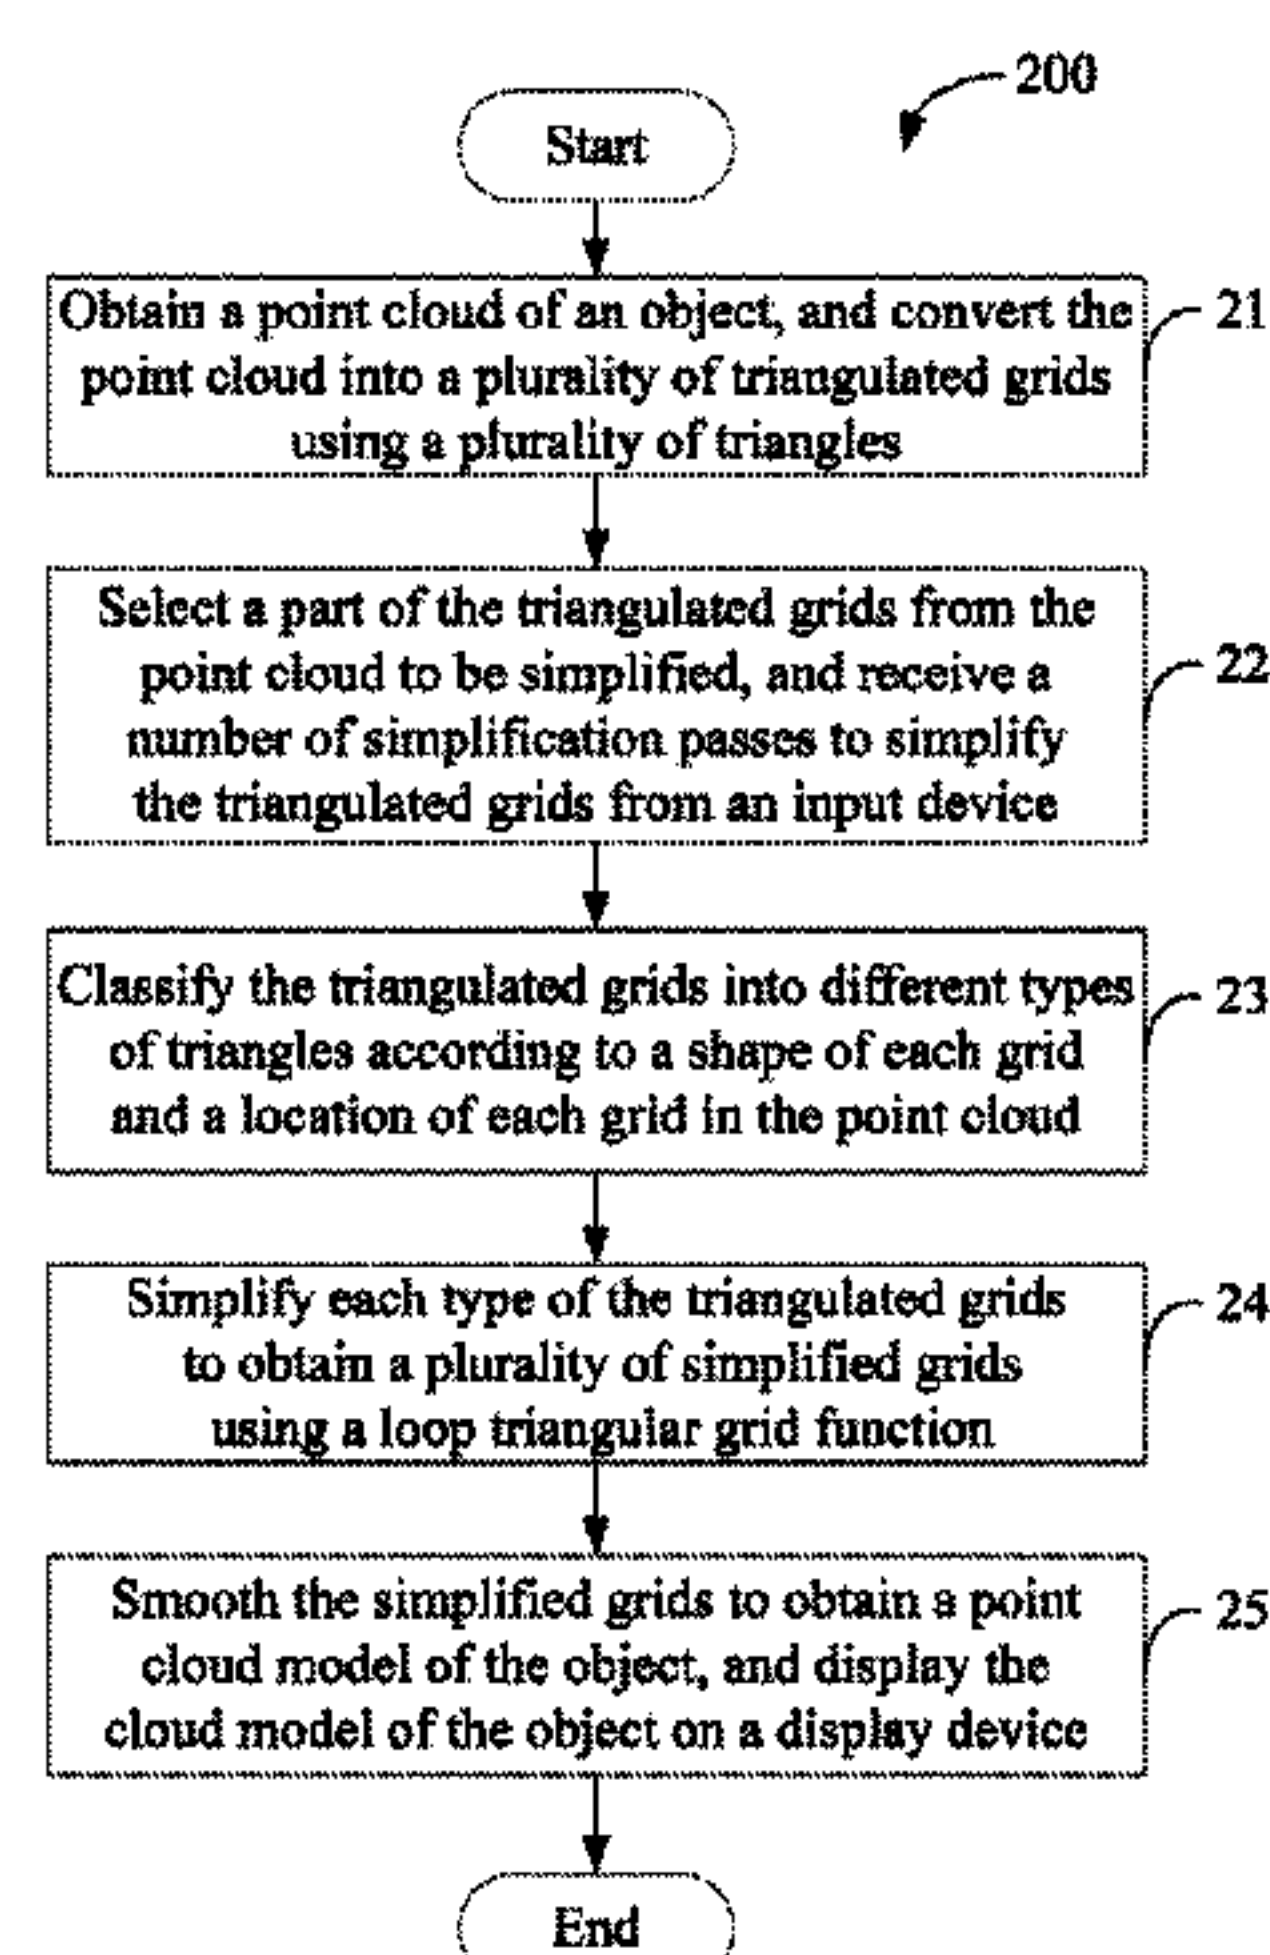 200
Start
Obtain a point cloud of an object, and convert the
point cloud into a plurality of triangulated grids
using a plurality of triangles
21
Select a part of the triangulated grids from the
point cloud to be simplified, and receive a
number of simplification passes to simplify
the triangulated grids from an input device
22
Classify the triangulated grids into different types
of triangles according to a shape of each grid
and a location of each grid in the point cloud
23
Simplify each type of the triangulated grids
to obtain a plurality of simplified grids
using a loop triangular grid function
24
Smooth the simplified grids to obtain a point
cloud model of the object, and display the
cloud model of the object on a display device
25
End